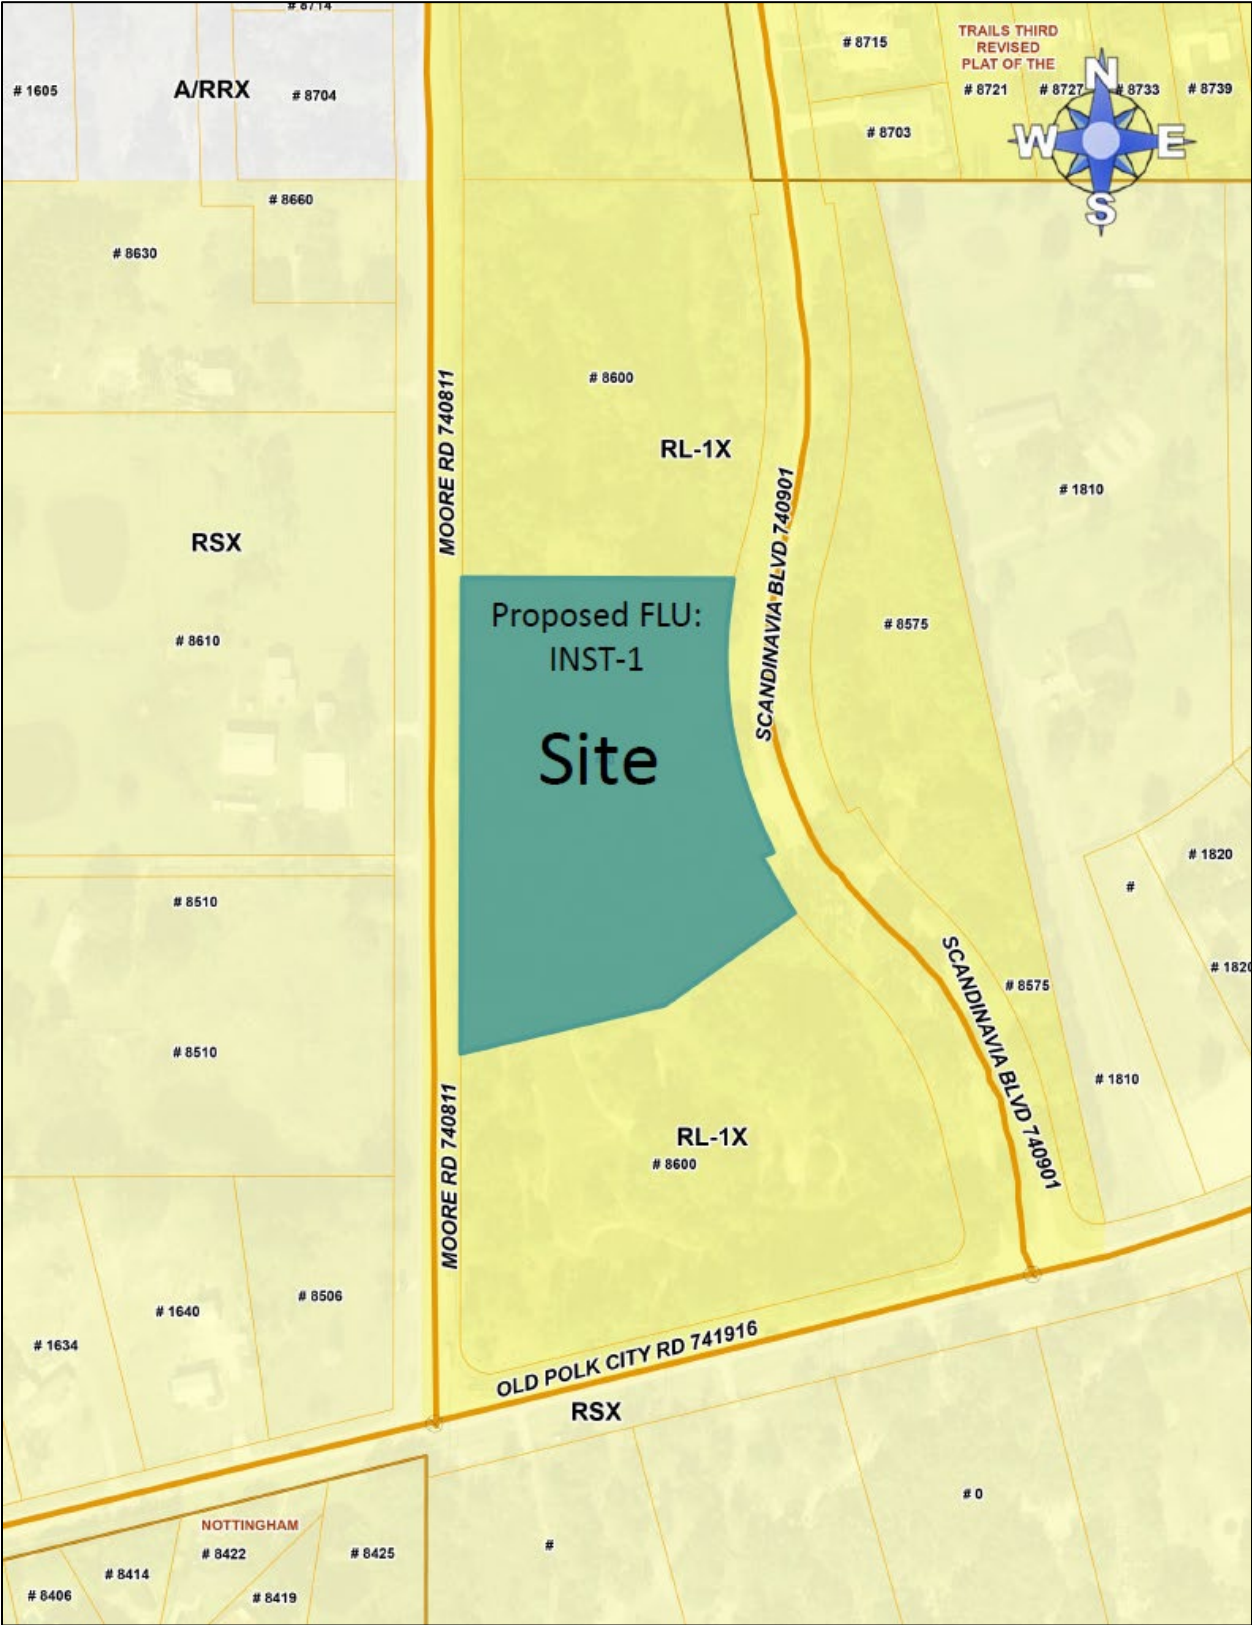 # 8714
TRAILS THIRD
REVISED
PLAT OF THE
# 8715
N
# 1605
A/RRX
# 8704
# 8721
# 8727
# 8733
# 8739
# 8703
W
E
# 8660
S
# 8630
# 8600
MOORE RD 740811
RL-1X
# 1810
SCANDINAVIA BLVD 740901
RSX
Proposed FLU:
INST-1
# 8610
# 8575
Site
# 1820
#
# 8510
# 1820
SCANDINAVIA BLVD 740901
# 8575
# 8510
# 1810
MOORE RD 740811
RL-1X
# 8600
# 8506
# 1640
# 1634
OLD POLK CITY RD 741916
RSX
# 0
NOTTINGHAM
# 8422
# 8425
#
# 8414
# 8406
# 8419